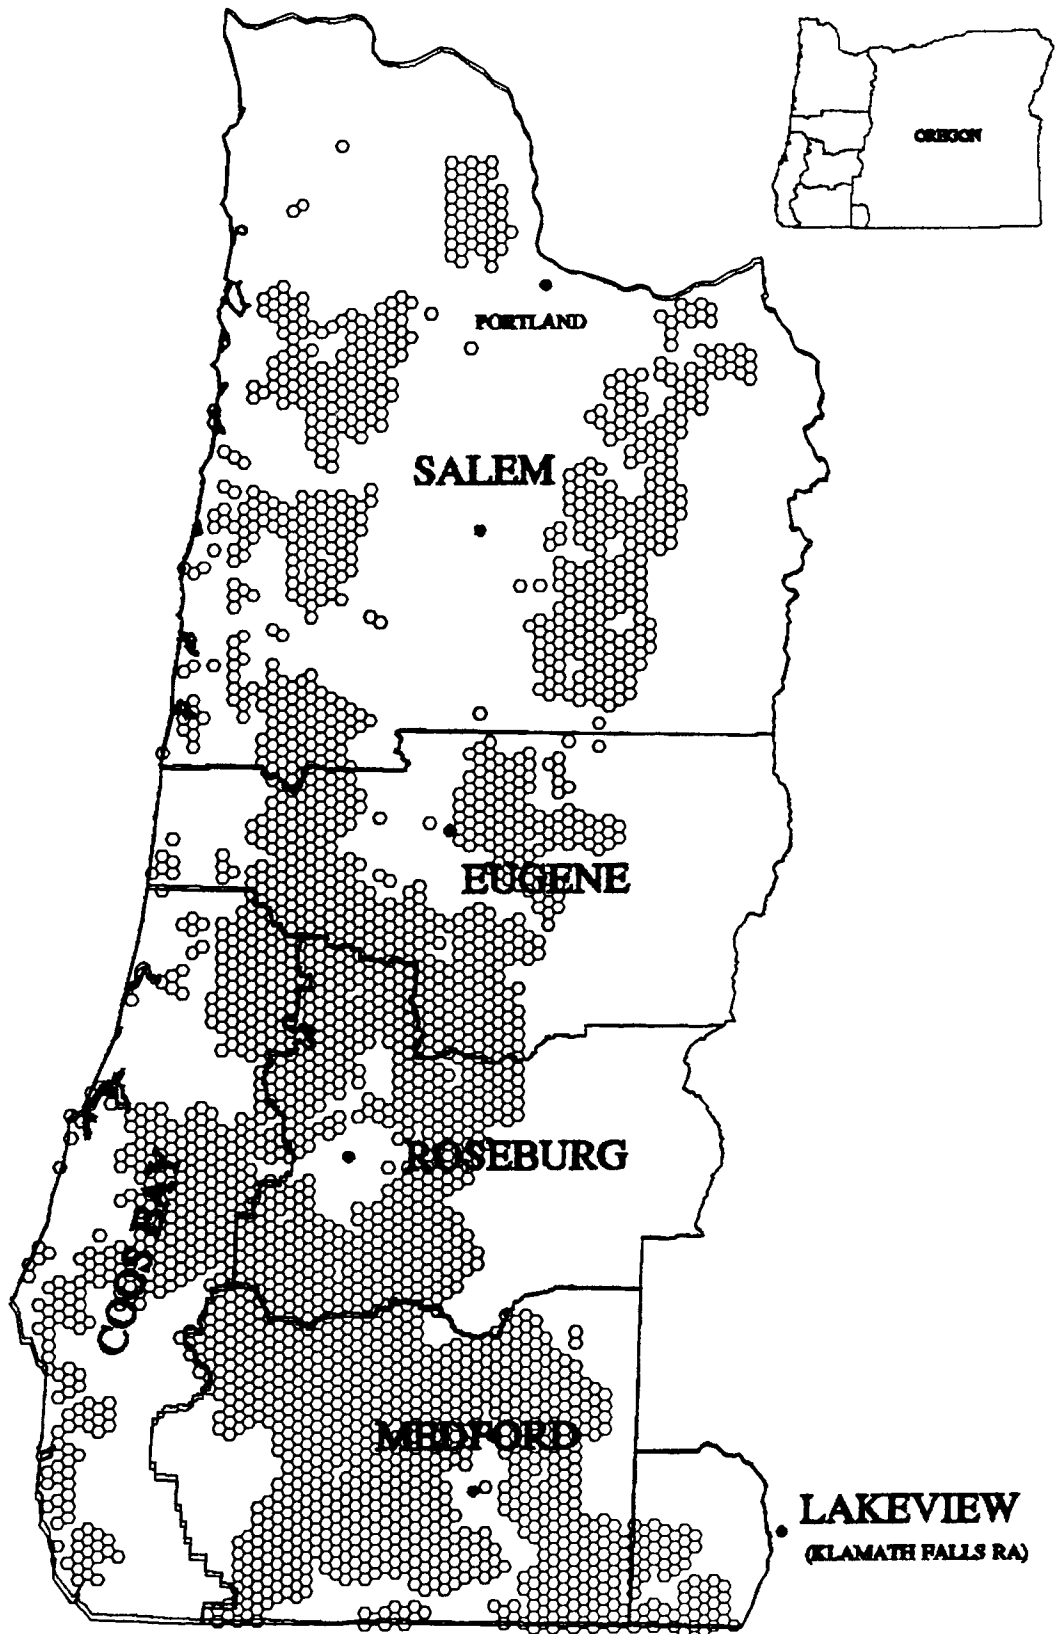 OREGON
PORTLAND
SALEM
EUGENE
ROSEBURG
COOS BAY
MEDFORD
LAKEVIEW
(KLAMATH FALLS RA)